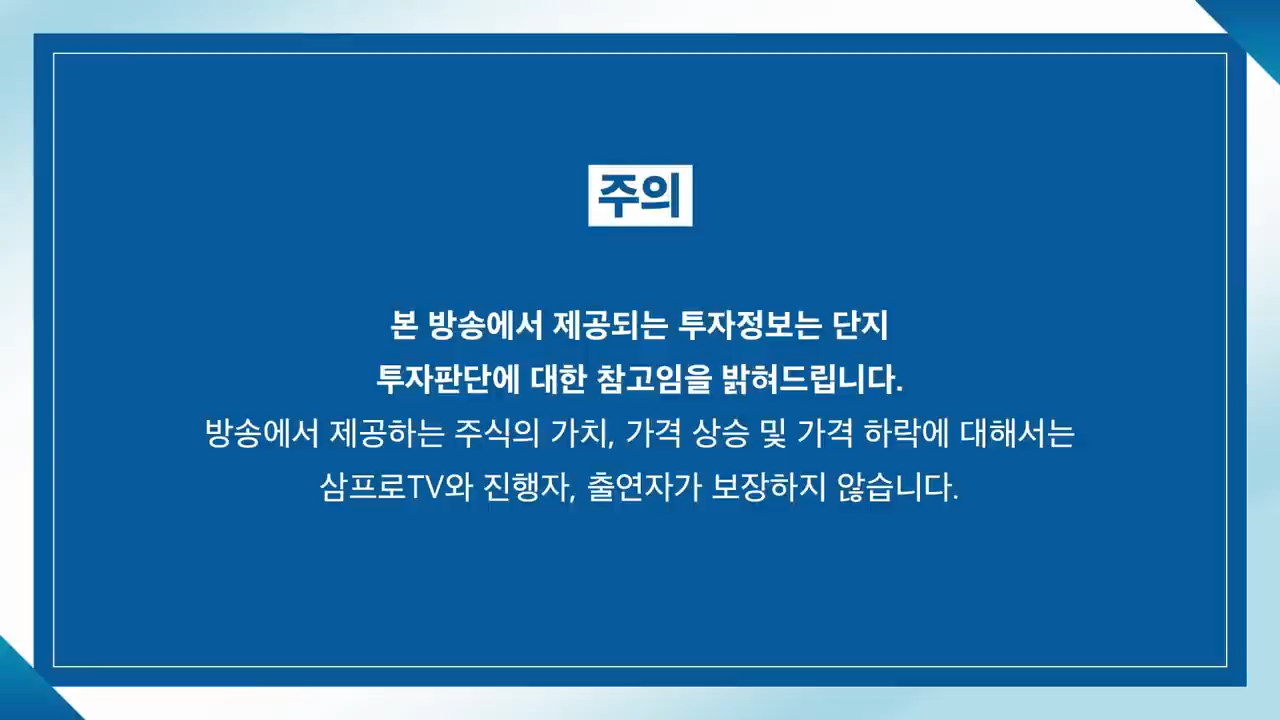 주의
본 방송에서 제공되는 투자정보는 단지
투자판단에 대한 참고임을 밝혀드립니다.
방송에서 제공하는 주식의 가치, 가격 상승 및 가격 하락에 대해서는
삼프로TV와 진행자, 출연자가 보장하지 않습니다.